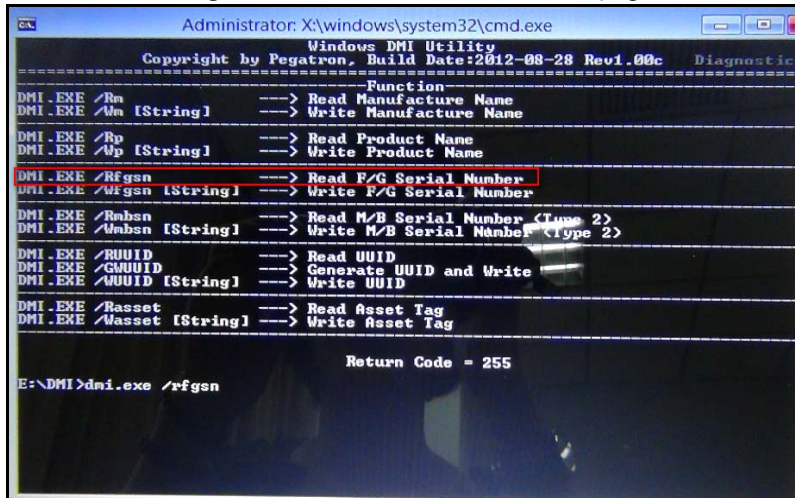 Administrator: X:\windows\system32\cmd.exe
Windows DMI Utility
Copyright by Pegatron, Build Date:2012-08-28 Rev1.00c Diagnostic
Function
DMI.EXE /Rm ---> Read Manufacture Name
DMI.EXE /Wm [String] ---> Write Manufacture Name
DMI.EXE /Rp ---> Read Product Name
DMI.EXE /Wp [String] ---> Write Product Name
DMI.EXE /Rfgsn ---> Read F/G Serial Number
DMI.EXE /Wfgsn [String] ---> Write F/G Serial Number
DMI.EXE /Rmbsn ---> Read M/B Serial Number (Type 2)
DMI.EXE /Wmbsn [String] ---> Write M/B Serial Number (Type 2)
DMI.EXE /RUUID ---> Read UUID
DMI.EXE /GWUUID ---> Generate UUID and Write
DMI.EXE /WUUID [String] ---> Write UUID
DMI.EXE /Rasset ---> Read Asset Tag
DMI.EXE /Wasset [String] ---> Write Asset Tag
Return Code = 255
E:\DMI>dmi.exe /rfgsn